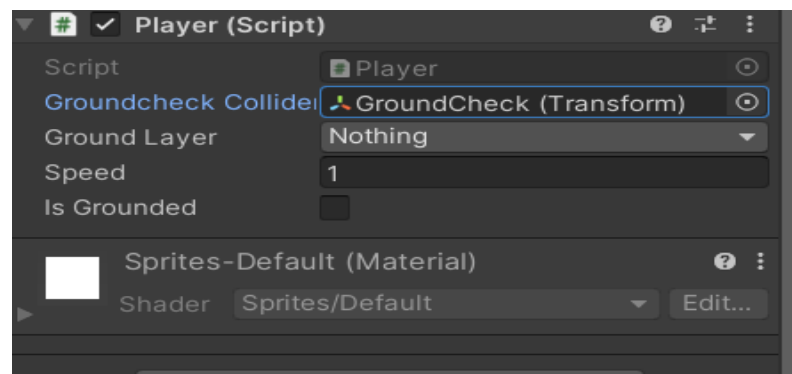 Player (Script)
Script Player
Groundcheck Collider GroundCheck (Transform)
Ground Layer Nothing
Speed 1
Is Grounded
Sprites-Default (Material)
Shader Sprites/Default Edit...